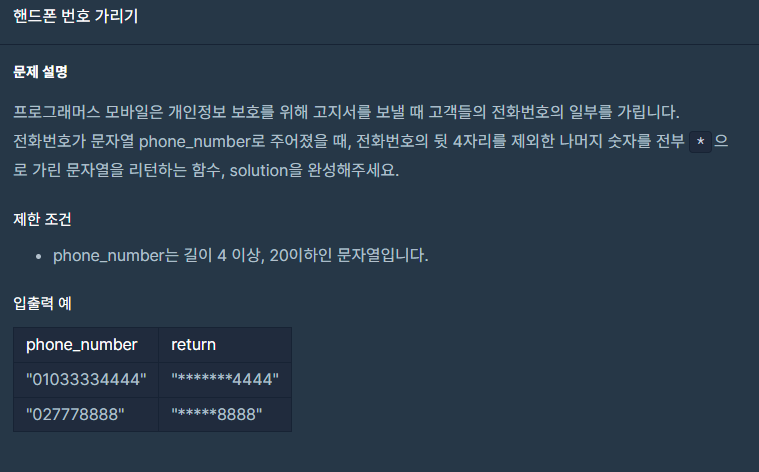 핸드폰 번호 가리기
문제 설명
프로그래머스 모바일은 개인정보 보호를 위해 고지서를 보낼 때 고객들의 전화번호의 일부를 가립니다.
전화번호가 문자열 phone_number로 주어졌을 때, 전화번호의 뒷 4자리를 제외한 나머지 숫자를 전부 * 으
로 가린 문자열을 리턴하는 함수, solution을 완성해주세요.
제한 조건
• phone_number는 길이 4 이상, 20이하인 문자열입니다.
입출력 예
phone_number return
"01033334444" "*******4444"
"027778888" "*****8888"